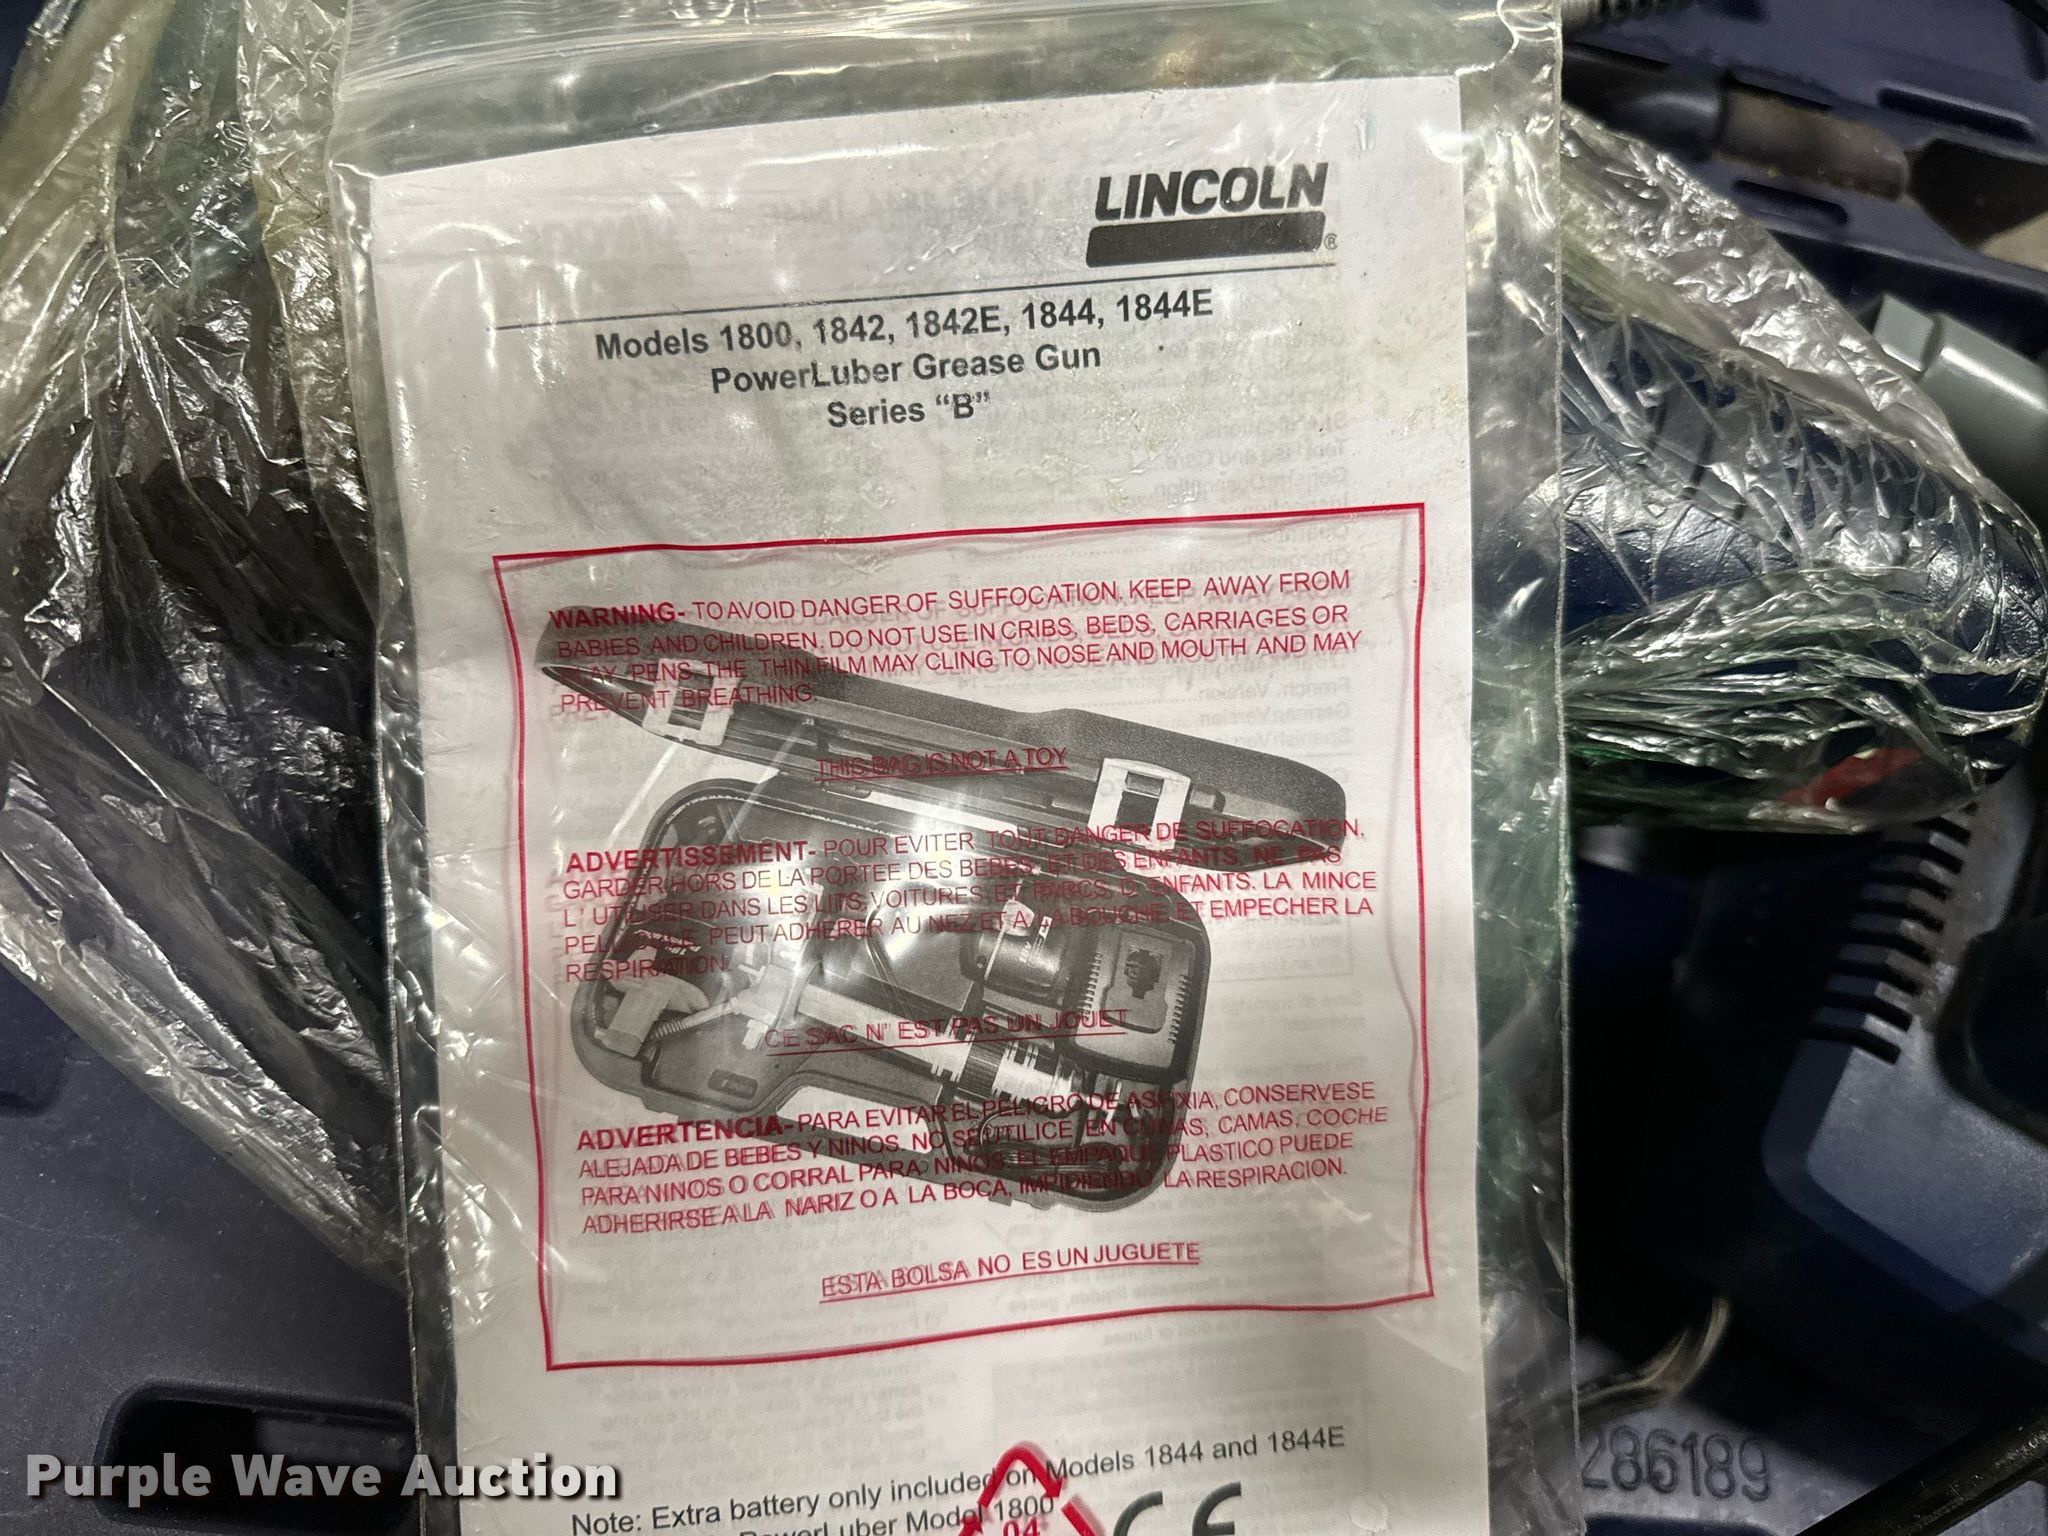 LINCOLN
®
Models 1800, 1842, 1842E, 1844, 1844E
PowerLuber Grease Gun
Series “B”
WARNING- TO AVOID DANGER OF SUFFOCATION, KEEP AWAY FROM
BABIES AND CHILDREN. DO NOT USE IN CRIBS, BEDS, CARRIAGES OR
PLAY PENS. THE THIN FILM MAY CLING TO NOSE AND MOUTH AND MAY
PREVENT BREATHING.
THIS BAG IS NOT A TOY
ADVERTISSEMENT- POUR EVITER TOUT DANGER DE SUFFOCATION,
GARDER HORS DE LA PORTEE DES BEBES ET DES ENFANTS. NE PAS
L' UTILISER DANS LES LITS, VOITURES ET PARCS D' ENFANTS. LA MINCE
PELLICULE PEUT ADHERER AU NEZ ET A LA BOUCHE ET EMPECHER LA
RESPIRATION.
CE SAC N' EST PAS UN JOUET
ADVERTENCIA- PARA EVITAR EL PELIGRO DE ASFIXIA, CONSERVESE
ALEJADA DE BEBES Y NINOS. NO SE UTILICE EN CUNAS, CAMAS, COCHE
PARA NINOS O CORRAL PARA NINOS. EL EMPAQUE PLASTICO PUEDE
ADHERIRSE A LA NARIZ O A LA BOCA, IMPIDIENDO LA RESPIRACION.
ESTA BOLSA NO ES UN JUGUETE
Note: Extra battery only included on Models 1844 and 1844E
PowerLuber Model 1800
04
CE
286189
Purple Wave Auction